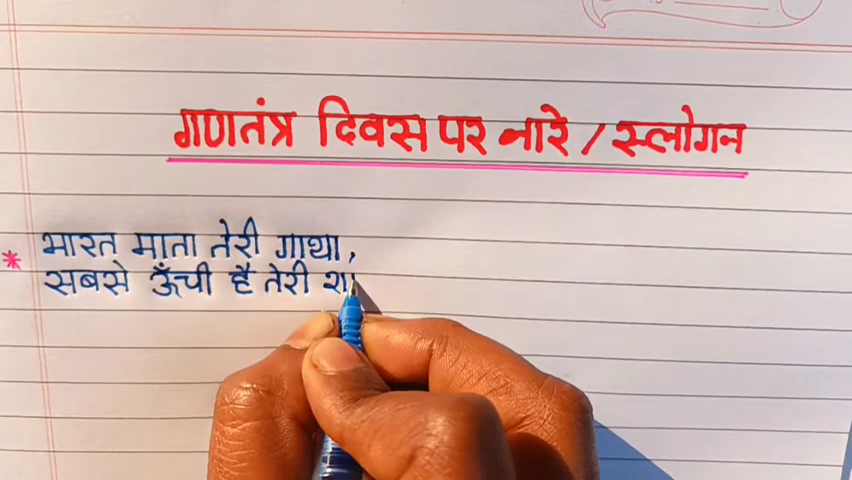 गणतंत्र दिवस पर नारे / स्लोगन
* भारत माता तेरी गाथा,
सबसे ऊँची है तेरी श